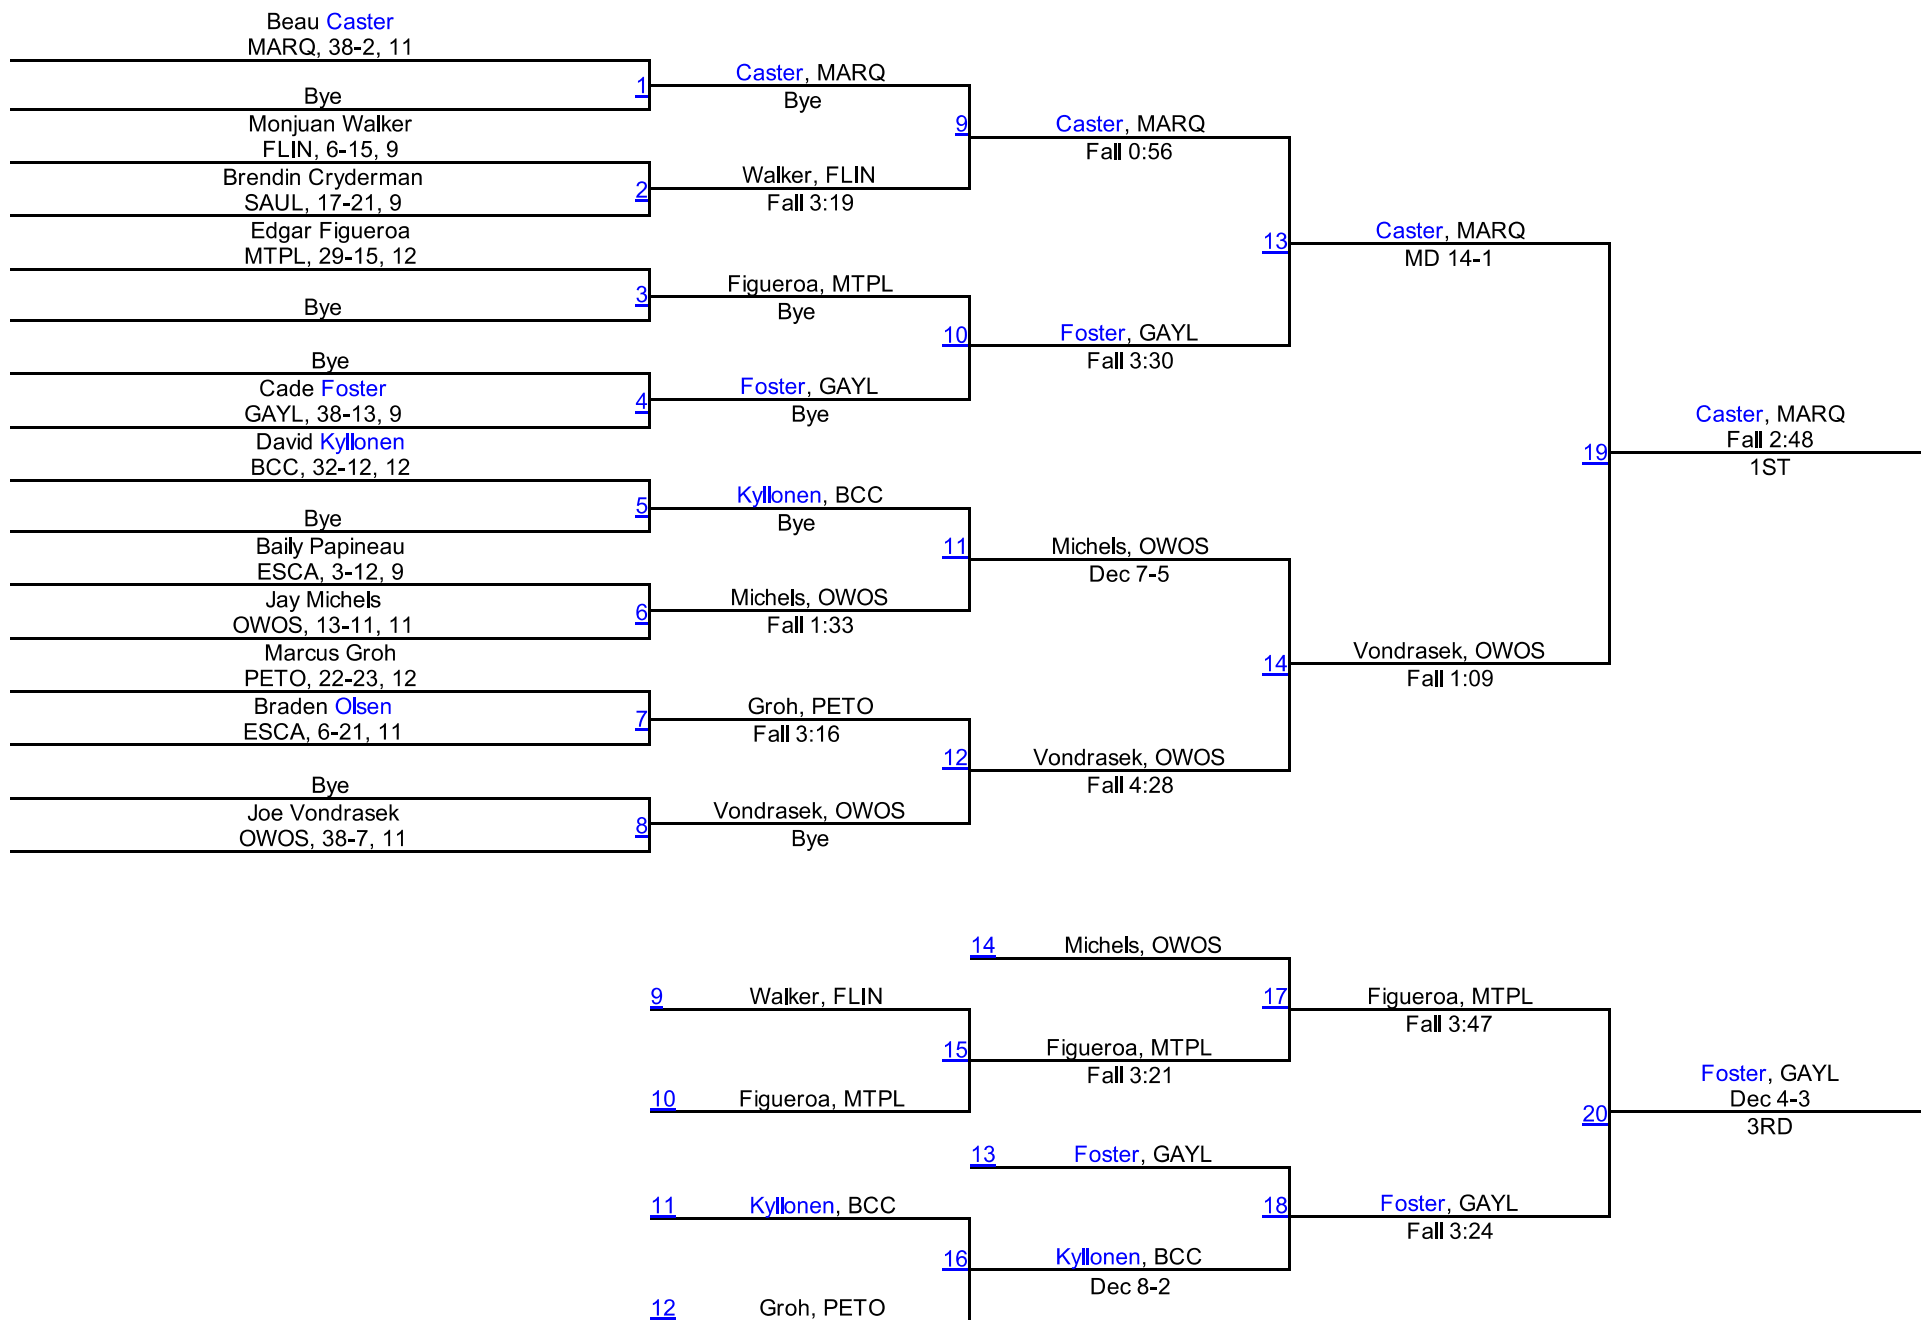 Beau Caster
MARQ, 38-2, 11
1
Caster, MARQ
Bye
Bye
Monjuan Walker
FLIN, 6-15, 9
9
Caster, MARQ
Fall 0:56
Brendin Cryderman
SAUL, 17-21, 9
2
Walker, FLIN
Fall 3:19
Edgar Figueroa
MTPL, 29-15, 12
13
Caster, MARQ
MD 14-1
3
Figueroa, MTPL
Bye
Bye
10
Foster, GAYL
Fall 3:30
Bye
Cade Foster
GAYL, 38-13, 9
4
Foster, GAYL
Bye
David Kyllonen
BCC, 32-12, 12
19
Caster, MARQ
Fall 2:48
1ST
5
Kyllonen, BCC
Bye
Bye
Baily Papineau
ESCA, 3-12, 9
11
Michels, OWOS
Dec 7-5
Jay Michels
OWOS, 13-11, 11
6
Michels, OWOS
Fall 1:33
Marcus Groh
PETO, 22-23, 12
14
Vondrasek, OWOS
Fall 1:09
Braden Olsen
ESCA, 6-21, 11
7
Groh, PETO
Fall 3:16
12
Vondrasek, OWOS
Fall 4:28
Bye
Joe Vondrasek
OWOS, 38-7, 11
8
Vondrasek, OWOS
Bye
14
Michels, OWOS
9
Walker, FLIN
17
Figueroa, MTPL
Fall 3:47
15
Figueroa, MTPL
Fall 3:21
10
Figueroa, MTPL
20
Foster, GAYL
Dec 4-3
3RD
13
Foster, GAYL
11
Kyllonen, BCC
18
Foster, GAYL
Fall 3:24
16
Kyllonen, BCC
Dec 8-2
12
Groh, PETO